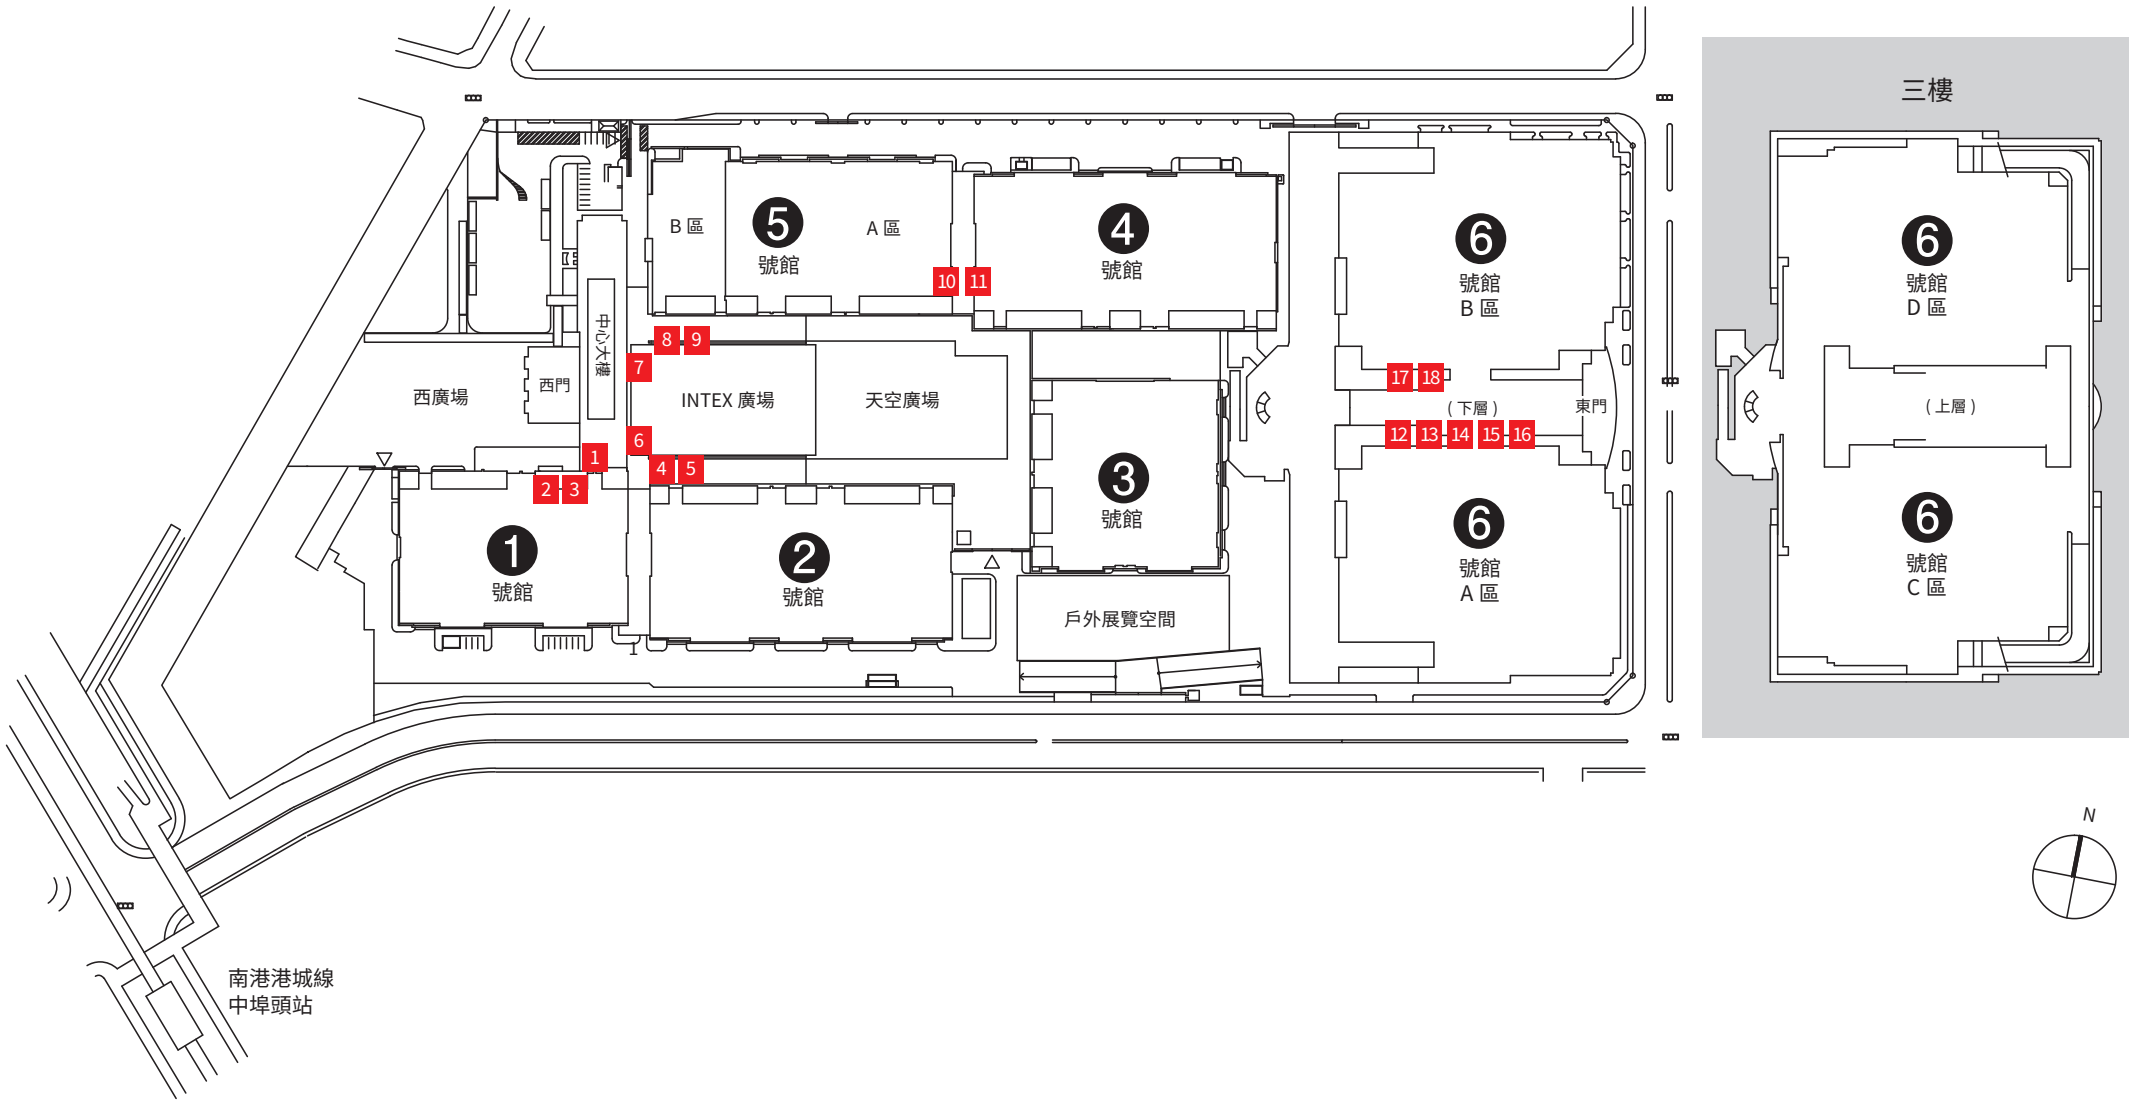 三樓
5
號館
B 區
A 區
4
號館
6
號館
B 區
6
號館
D 區
10
11
中心大樓
8
9
7
西門
西廣場
INTEX 廣場
天空廣場
17
18
(下層)
東門
(上層)
12
13
14
15
16
6
1
4
5
2
3
3
號館
1
號館
2
號館
6
號館
A 區
6
號館
C 區
戶外展覽空間
1
N
南港港城線
中埠頭站